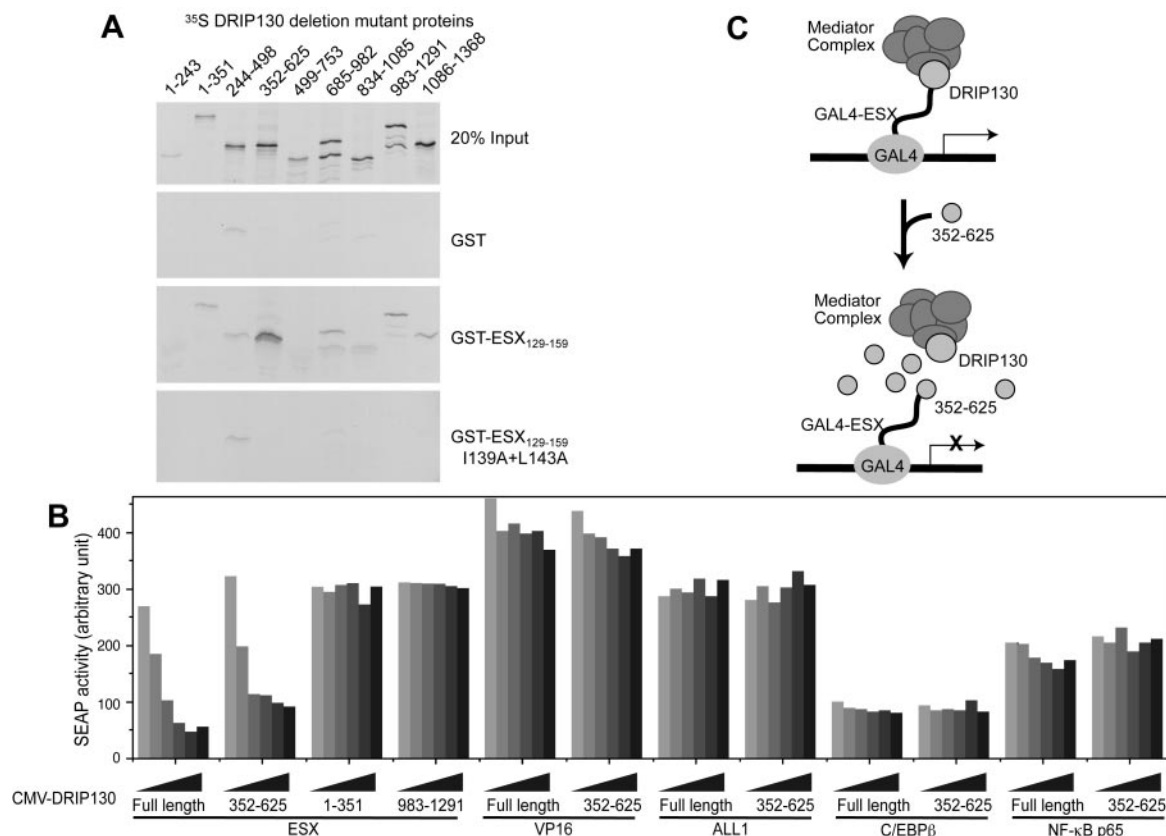 A
³⁵S DRIP130 deletion mutant proteins
1-243
1-351
244-498
352-625
499-753
685-982
834-1085
983-1291
1086-1368
20% Input
GST
GST-ESX₁₂₉₋₁₅₉
GST-ESX₁₂₉₋₁₅₉
I139A+L143A
C
Mediator
Complex
DRIP130
GAL4-ESX
GAL4
352-625
Mediator
Complex
DRIP130
352-625
GAL4-ESX
X
GAL4
B
SEAP activity (arbitrary unit)
400
300
200
100
0
CMV-DRIP130
Full length 352-625 1-351 983-1291 Full length 352-625 Full length 352-625 Full length 352-625 Full length 352-625
ESX VP16 ALL1 C/EBPβ NF-κB p65